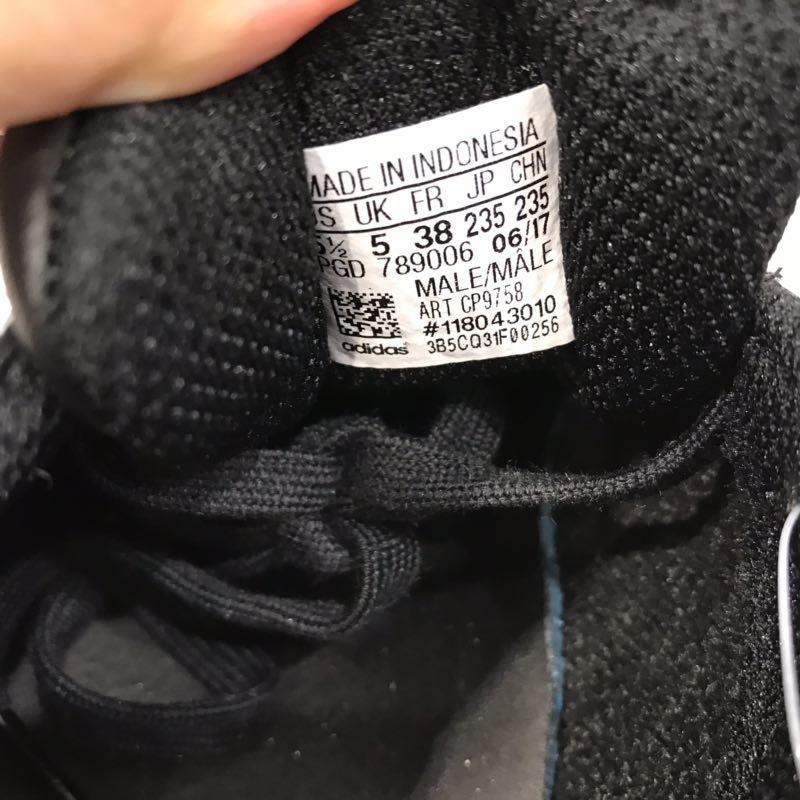 MADE IN INDONESIA
US UK FR JP CHN
5½ 5 38 235 235
PGD 789006 06/17
MALE/MÂLE
ART CP9758
#118043010
adidas 3B5CQ31F00256